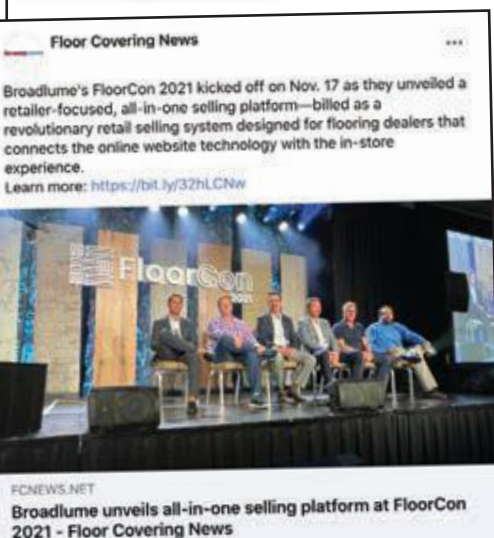 Floor Covering News
...
Broadlume's FloorCon 2021 kicked off on Nov. 17 as they unveiled a
retailer-focused, all-in-one selling platform—billed as a
revolutionary retail selling system designed for flooring dealers that
connects the online website technology with the in-store
experience.
Learn more: https://bit.ly/32hLCNw
FloorCon
2021
FCNEWS.NET
Broadlume unveils all-in-one selling platform at FloorCon
2021 - Floor Covering News